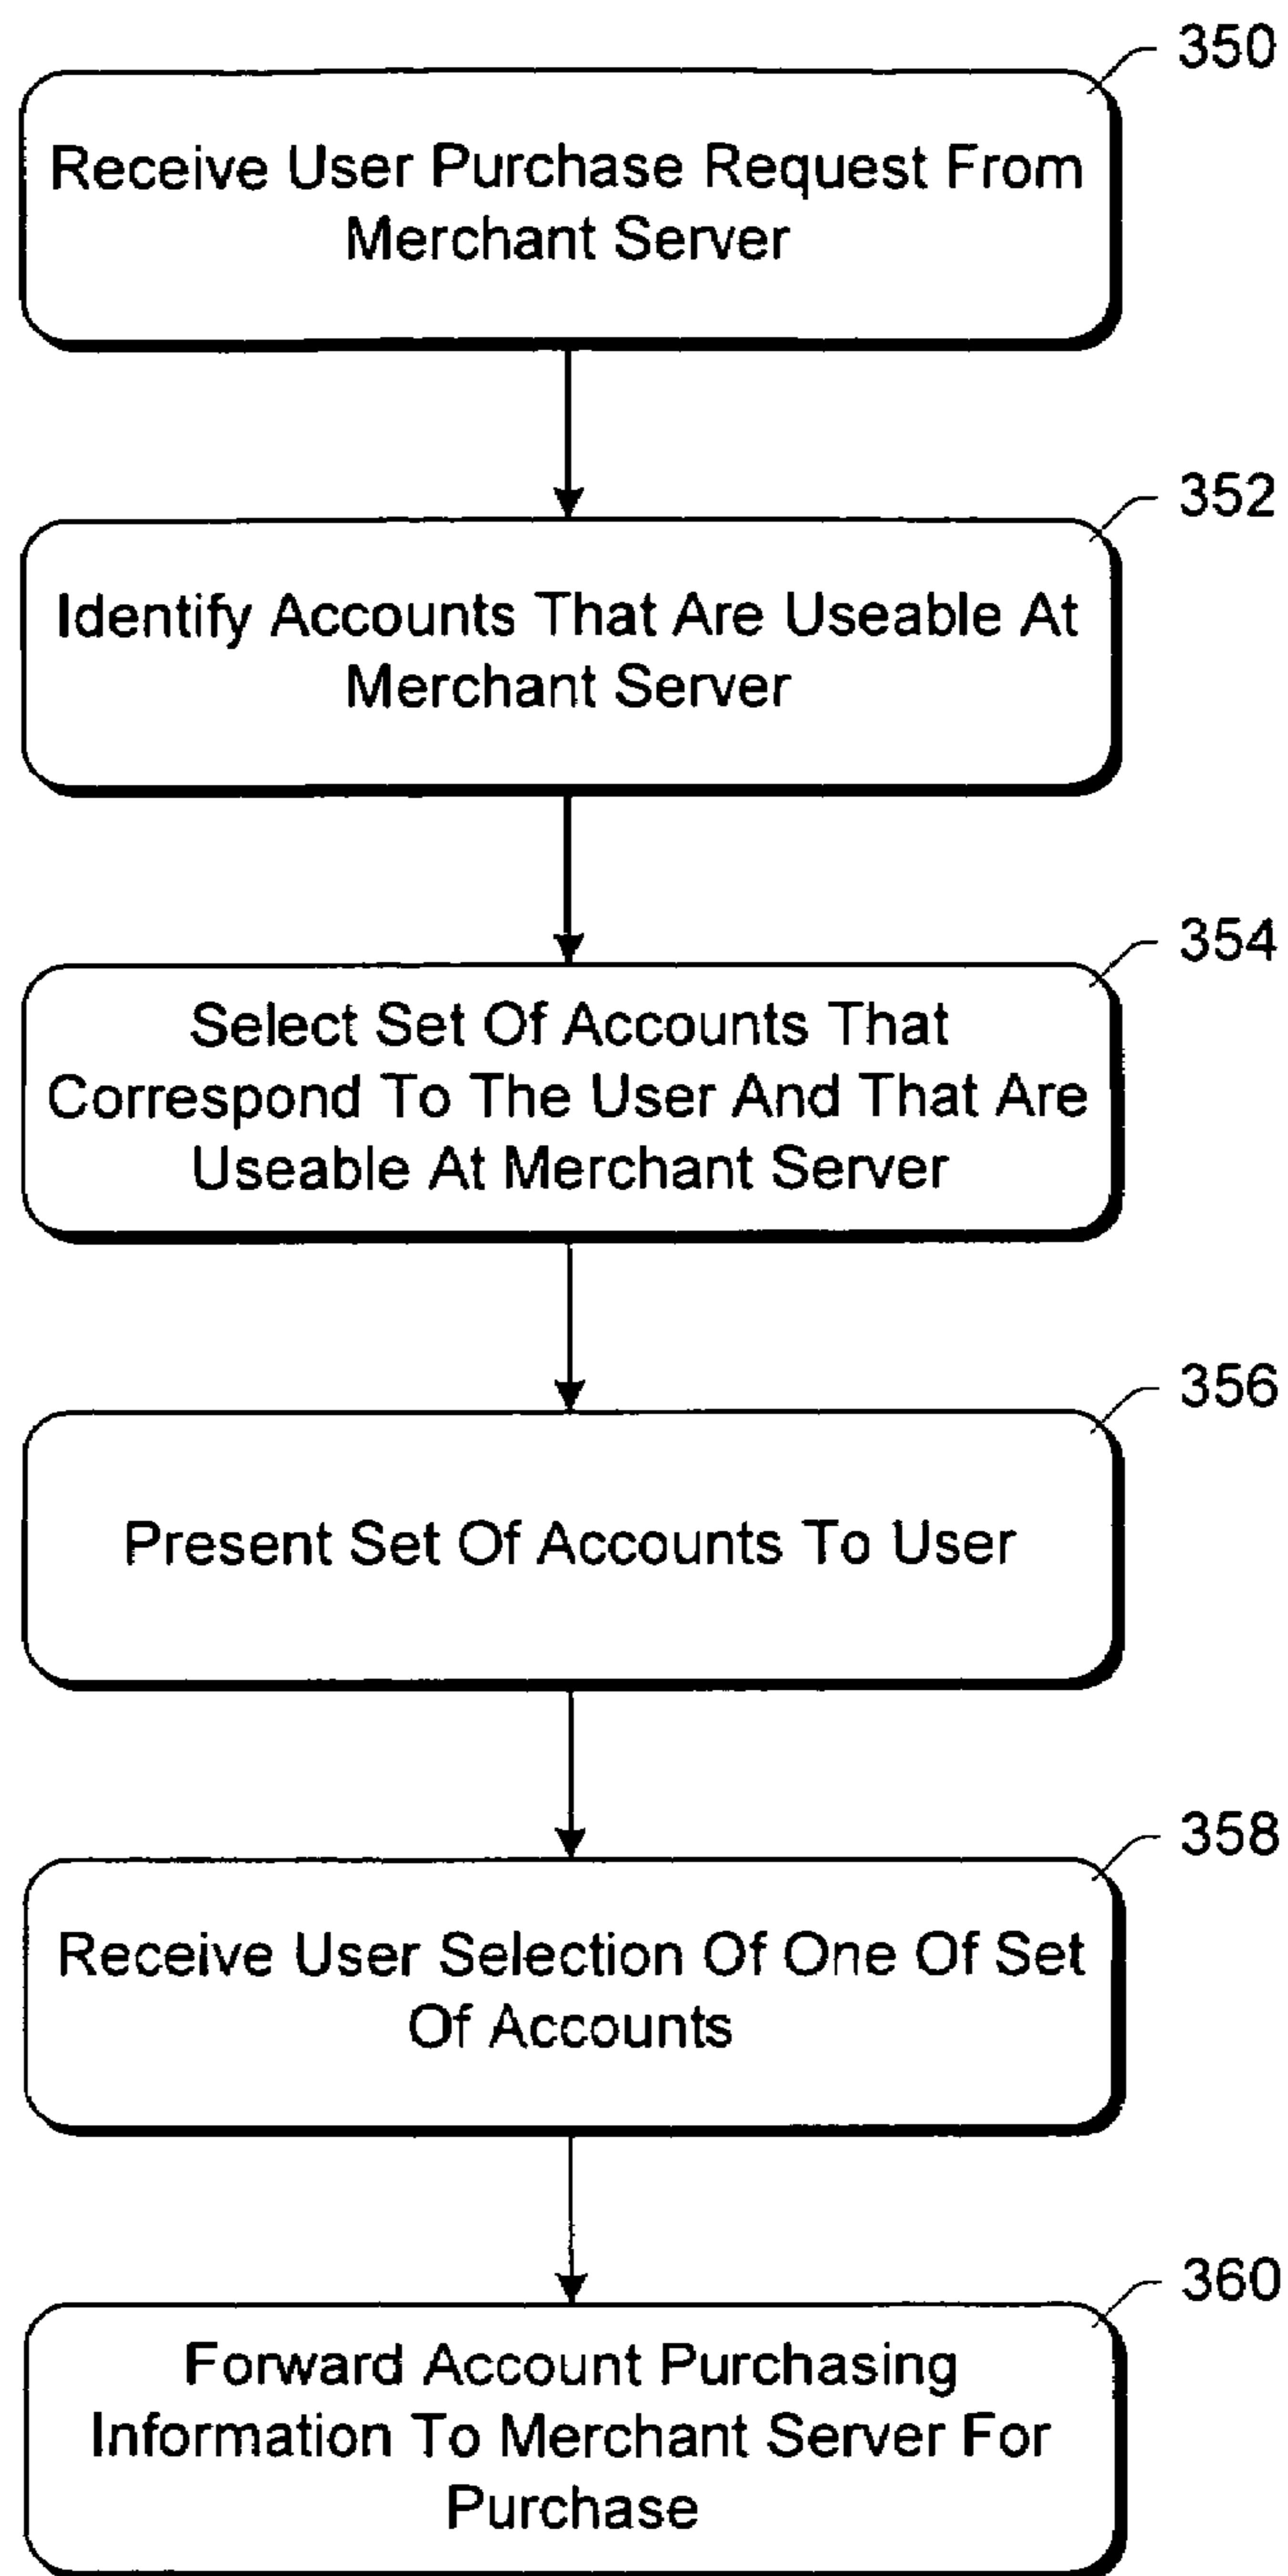 350
Receive User Purchase Request From
Merchant Server
352
Identify Accounts That Are Useable At
Merchant Server
354
Select Set Of Accounts That
Correspond To The User And That Are
Useable At Merchant Server
356
Present Set Of Accounts To User
358
Receive User Selection Of One Of Set
Of Accounts
360
Forward Account Purchasing
Information To Merchant Server For
Purchase